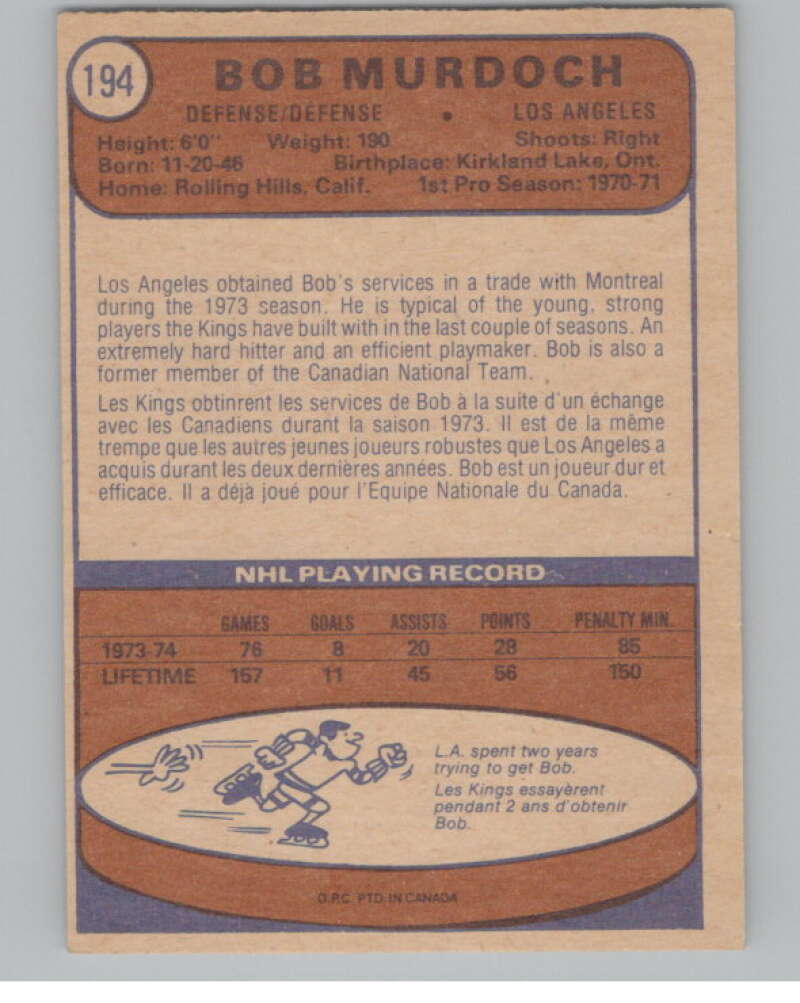 194
BOB MURDOCH
DEFENSE/DÉFENSE • LOS ANGELES
Height: 6'0" Weight: 190 Shoots: Right
Born: 11-20-46 Birthplace: Kirkland Lake, Ont.
Home: Rolling Hills, Calif. 1st Pro Season: 1970-71
Los Angeles obtained Bob's services in a trade with Montreal
during the 1973 season. He is typical of the young, strong
players the Kings have built with in the last couple of seasons. An
extremely hard hitter and an efficient playmaker. Bob is also a
former member of the Canadian National Team.
Les Kings obtinrent les services de Bob à la suite d'un échange
avec les Canadiens durant la saison 1973. Il est de la même
trempe que les autres jeunes joueurs robustes que Los Angeles a
acquis durant les deux dernières années. Bob est un joueur dur et
efficace. Il a déjà joué pour l'Equipe Nationale du Canada.
NHL PLAYING RECORD
GAMES GOALS ASSISTS POINTS PENALTY MIN.
1973-74 76 8 20 28 85
LIFETIME 157 11 45 56 150
L.A. spent two years
trying to get Bob.
Les Kings essayèrent
pendant 2 ans d'obtenir
Bob.
O.P.C. PTD. IN CANADA